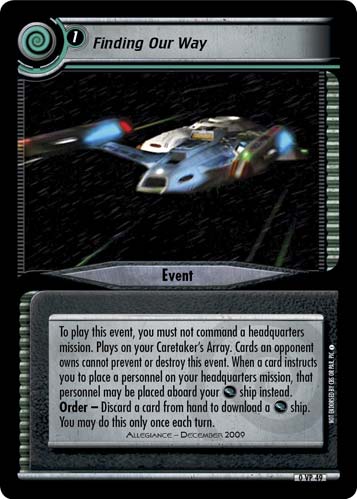 1 Finding Our Way
Event
To play this event, you must not command a headquarters
mission. Plays on your Caretaker's Array. Cards an opponent
owns cannot prevent or destroy this event. When a card instructs
you to place a personnel on your headquarters mission, that
personnel may be placed aboard your ship instead.
Order – Discard a card from hand to download a ship.
You may do this only once each turn.
ALLEGIANCE – DECEMBER 2009
0 VP 49
NOT ENDORSED BY CBS OR PAR. PIC.